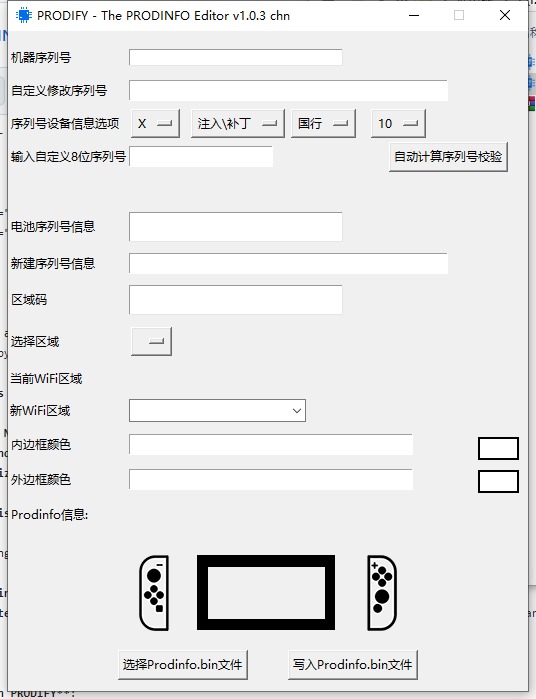 PRODIFY - The PRODINFO Editor v1.0.3 chn
机器序列号
自定义修改序列号
序列号设备信息选项 X 注入\补丁 国行 10
输入自定义8位序列号 自动计算序列号校验
电池序列号信息
新建序列号信息
区域码
选择区域
当前WiFi区域
新WiFi区域
内边框颜色
外边框颜色
Prodinfo信息:
选择Prodinfo.bin文件 写入Prodinfo.bin文件
n PRODIFY**: